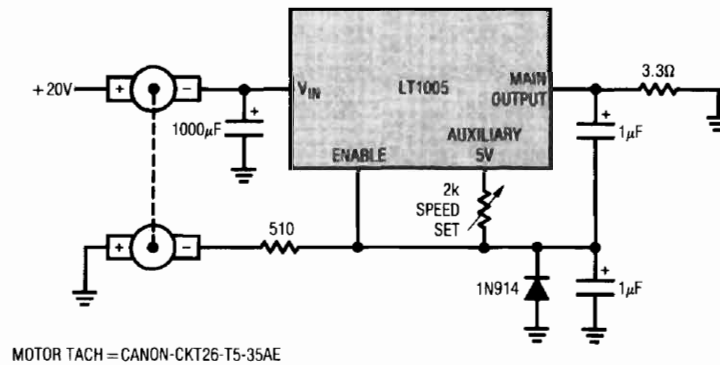 +20V
+
−
1000µF
+
VIN
LT1005
MAIN
OUTPUT
3.3Ω
+
1µF
ENABLE
AUXILIARY
5V
2k
SPEED
SET
+
−
510
1N914
+
1µF
MOTOR TACH = CANON-CKT26-T5-35AE